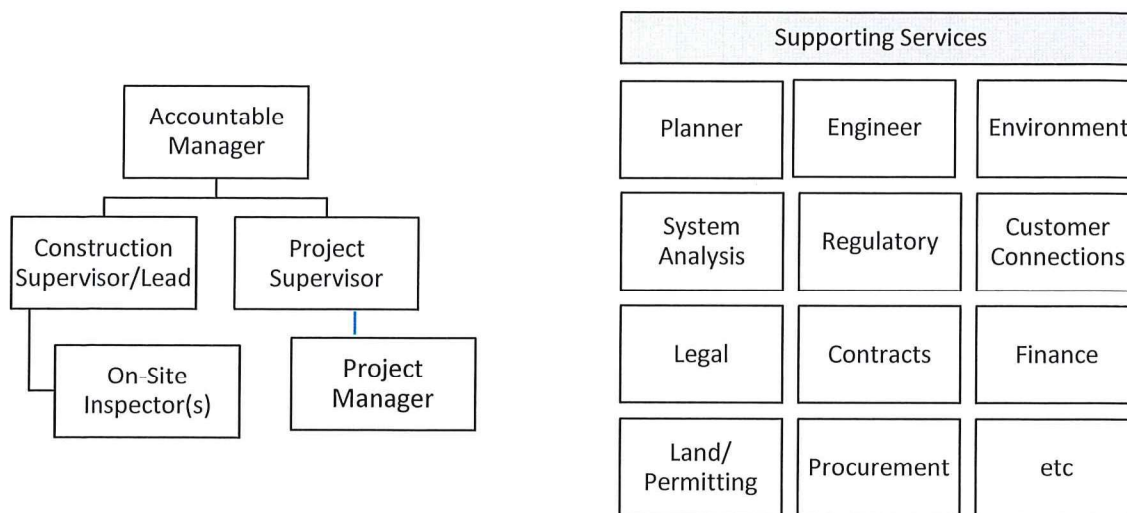 Supporting Services
Accountable
Manager
Construction
Supervisor/Lead
Project
Supervisor
On-Site
Inspector(s)
Project
Manager
Planner
Engineer
Environment
System
Analysis
Regulatory
Customer
Connections
Legal
Contracts
Finance
Land/
Permitting
Procurement
etc